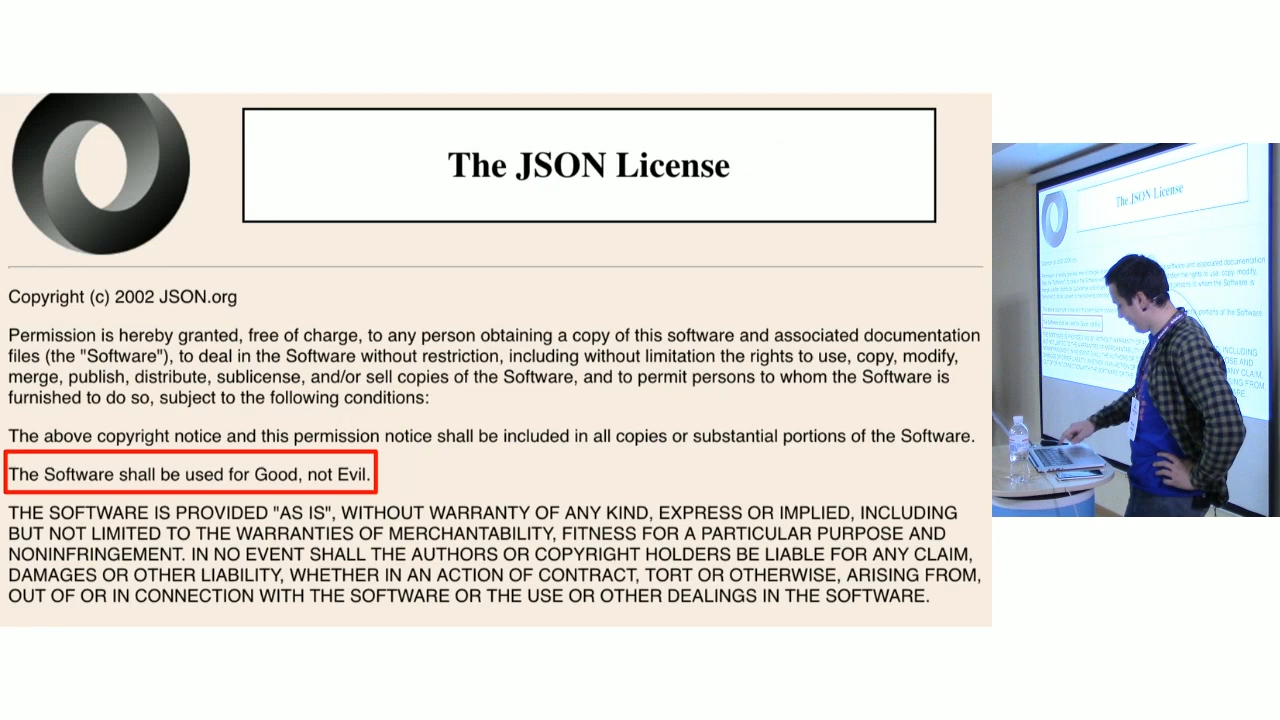 The JSON License
Copyright (c) 2002 JSON.org
Permission is hereby granted, free of charge, to any person obtaining a copy of this software and associated documentation
files (the "Software"), to deal in the Software without restriction, including without limitation the rights to use, copy, modify,
merge, publish, distribute, sublicense, and/or sell copies of the Software, and to permit persons to whom the Software is
furnished to do so, subject to the following conditions:
The above copyright notice and this permission notice shall be included in all copies or substantial portions of the Software.
The Software shall be used for Good, not Evil.
THE SOFTWARE IS PROVIDED "AS IS", WITHOUT WARRANTY OF ANY KIND, EXPRESS OR IMPLIED, INCLUDING
BUT NOT LIMITED TO THE WARRANTIES OF MERCHANTABILITY, FITNESS FOR A PARTICULAR PURPOSE AND
NONINFRINGEMENT. IN NO EVENT SHALL THE AUTHORS OR COPYRIGHT HOLDERS BE LIABLE FOR ANY CLAIM,
DAMAGES OR OTHER LIABILITY, WHETHER IN AN ACTION OF CONTRACT, TORT OR OTHERWISE, ARISING FROM,
OUT OF OR IN CONNECTION WITH THE SOFTWARE OR THE USE OR OTHER DEALINGS IN THE SOFTWARE.
The JSON License